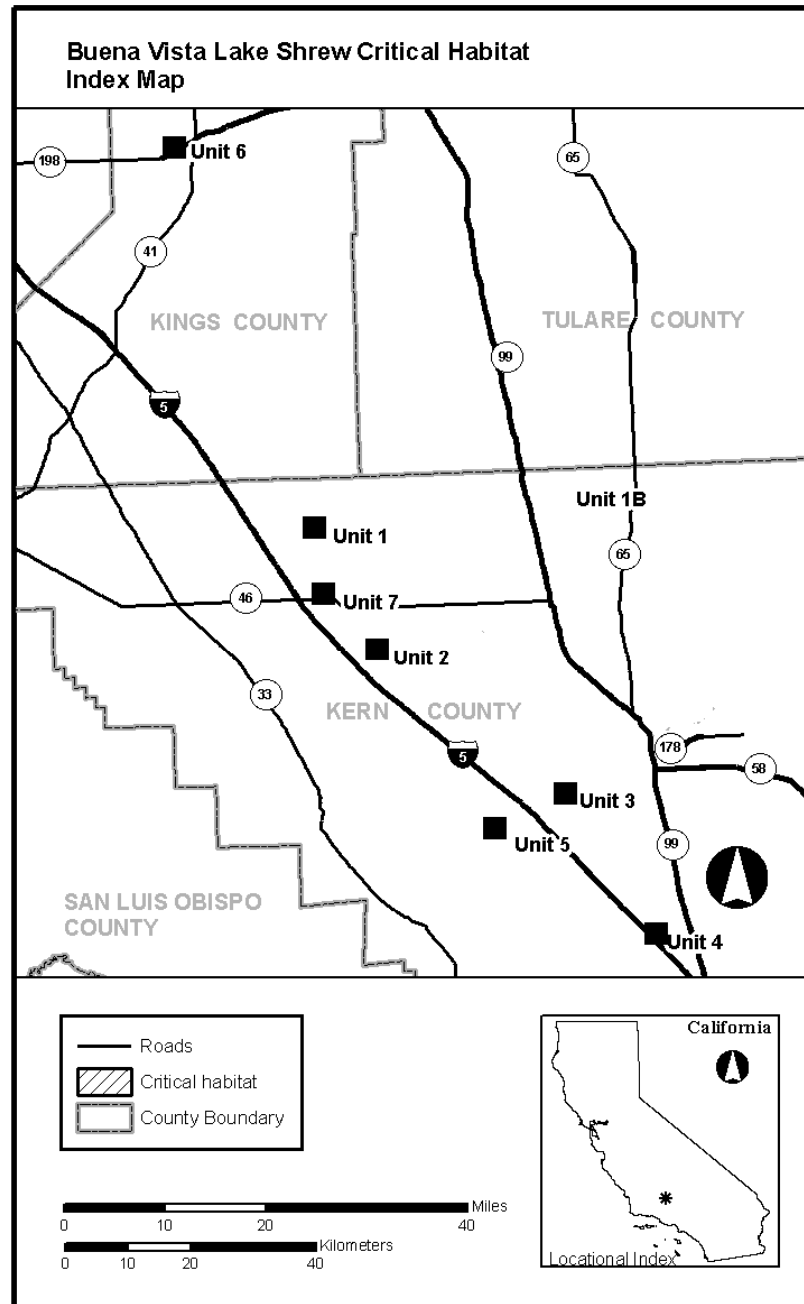 Buena Vista Lake Shrew Critical Habitat
Index Map
Unit 6
198
65
41
KINGS COUNTY
TULARE COUNTY
99
5
Unit 1B
Unit 1
65
46
Unit 7
Unit 2
33
KERN COUNTY
5
178
58
Unit 3
Unit 5
99
SAN LUIS OBISPO
COUNTY
Unit 4
Roads
Critical habitat
County Boundary
California
Miles
0 10 20 40
Kilometers
0 10 20 40
Locational Index